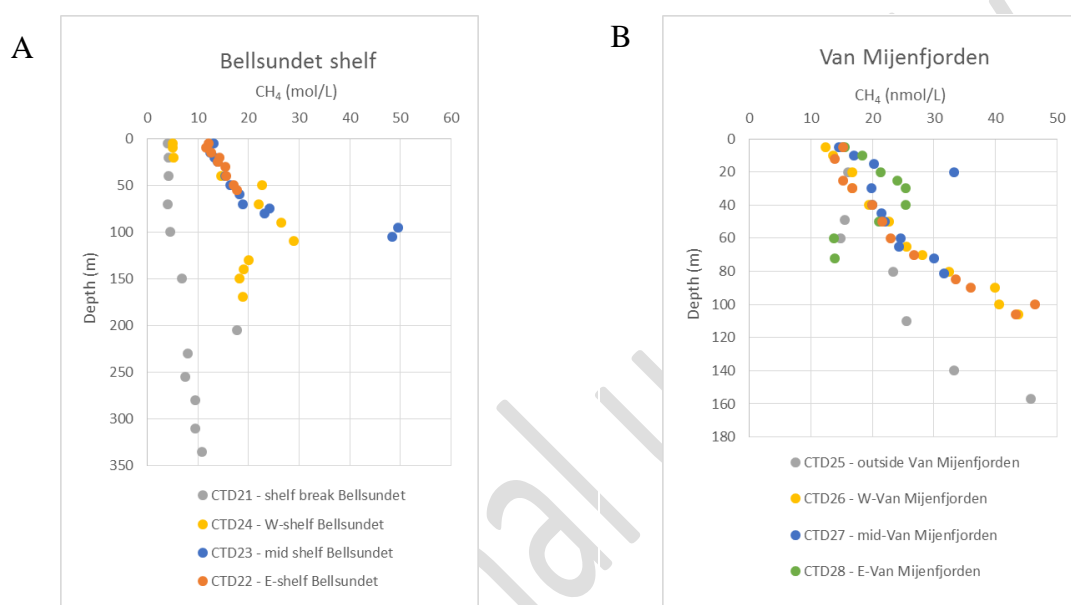 A
Bellsundet shelf
CH4 (mol/L)
0 10 20 30 40 50 60
0
50
100
150
200
250
300
350
Depth (m)
CTD21 - shelf break Bellsundet
CTD24 - W-shelf Bellsundet
CTD23 - mid shelf Bellsundet
CTD22 - E-shelf Bellsundet
B
Van Mijenfjorden
CH4 (nmol/L)
0 10 20 30 40 50
0
20
40
60
80
100
120
140
160
180
Depth (m)
CTD25 - outside Van Mijenfjorden
CTD26 - W-Van Mijenfjorden
CTD27 - mid-Van Mijenfjorden
CTD28 - E-Van Mijenfjorden